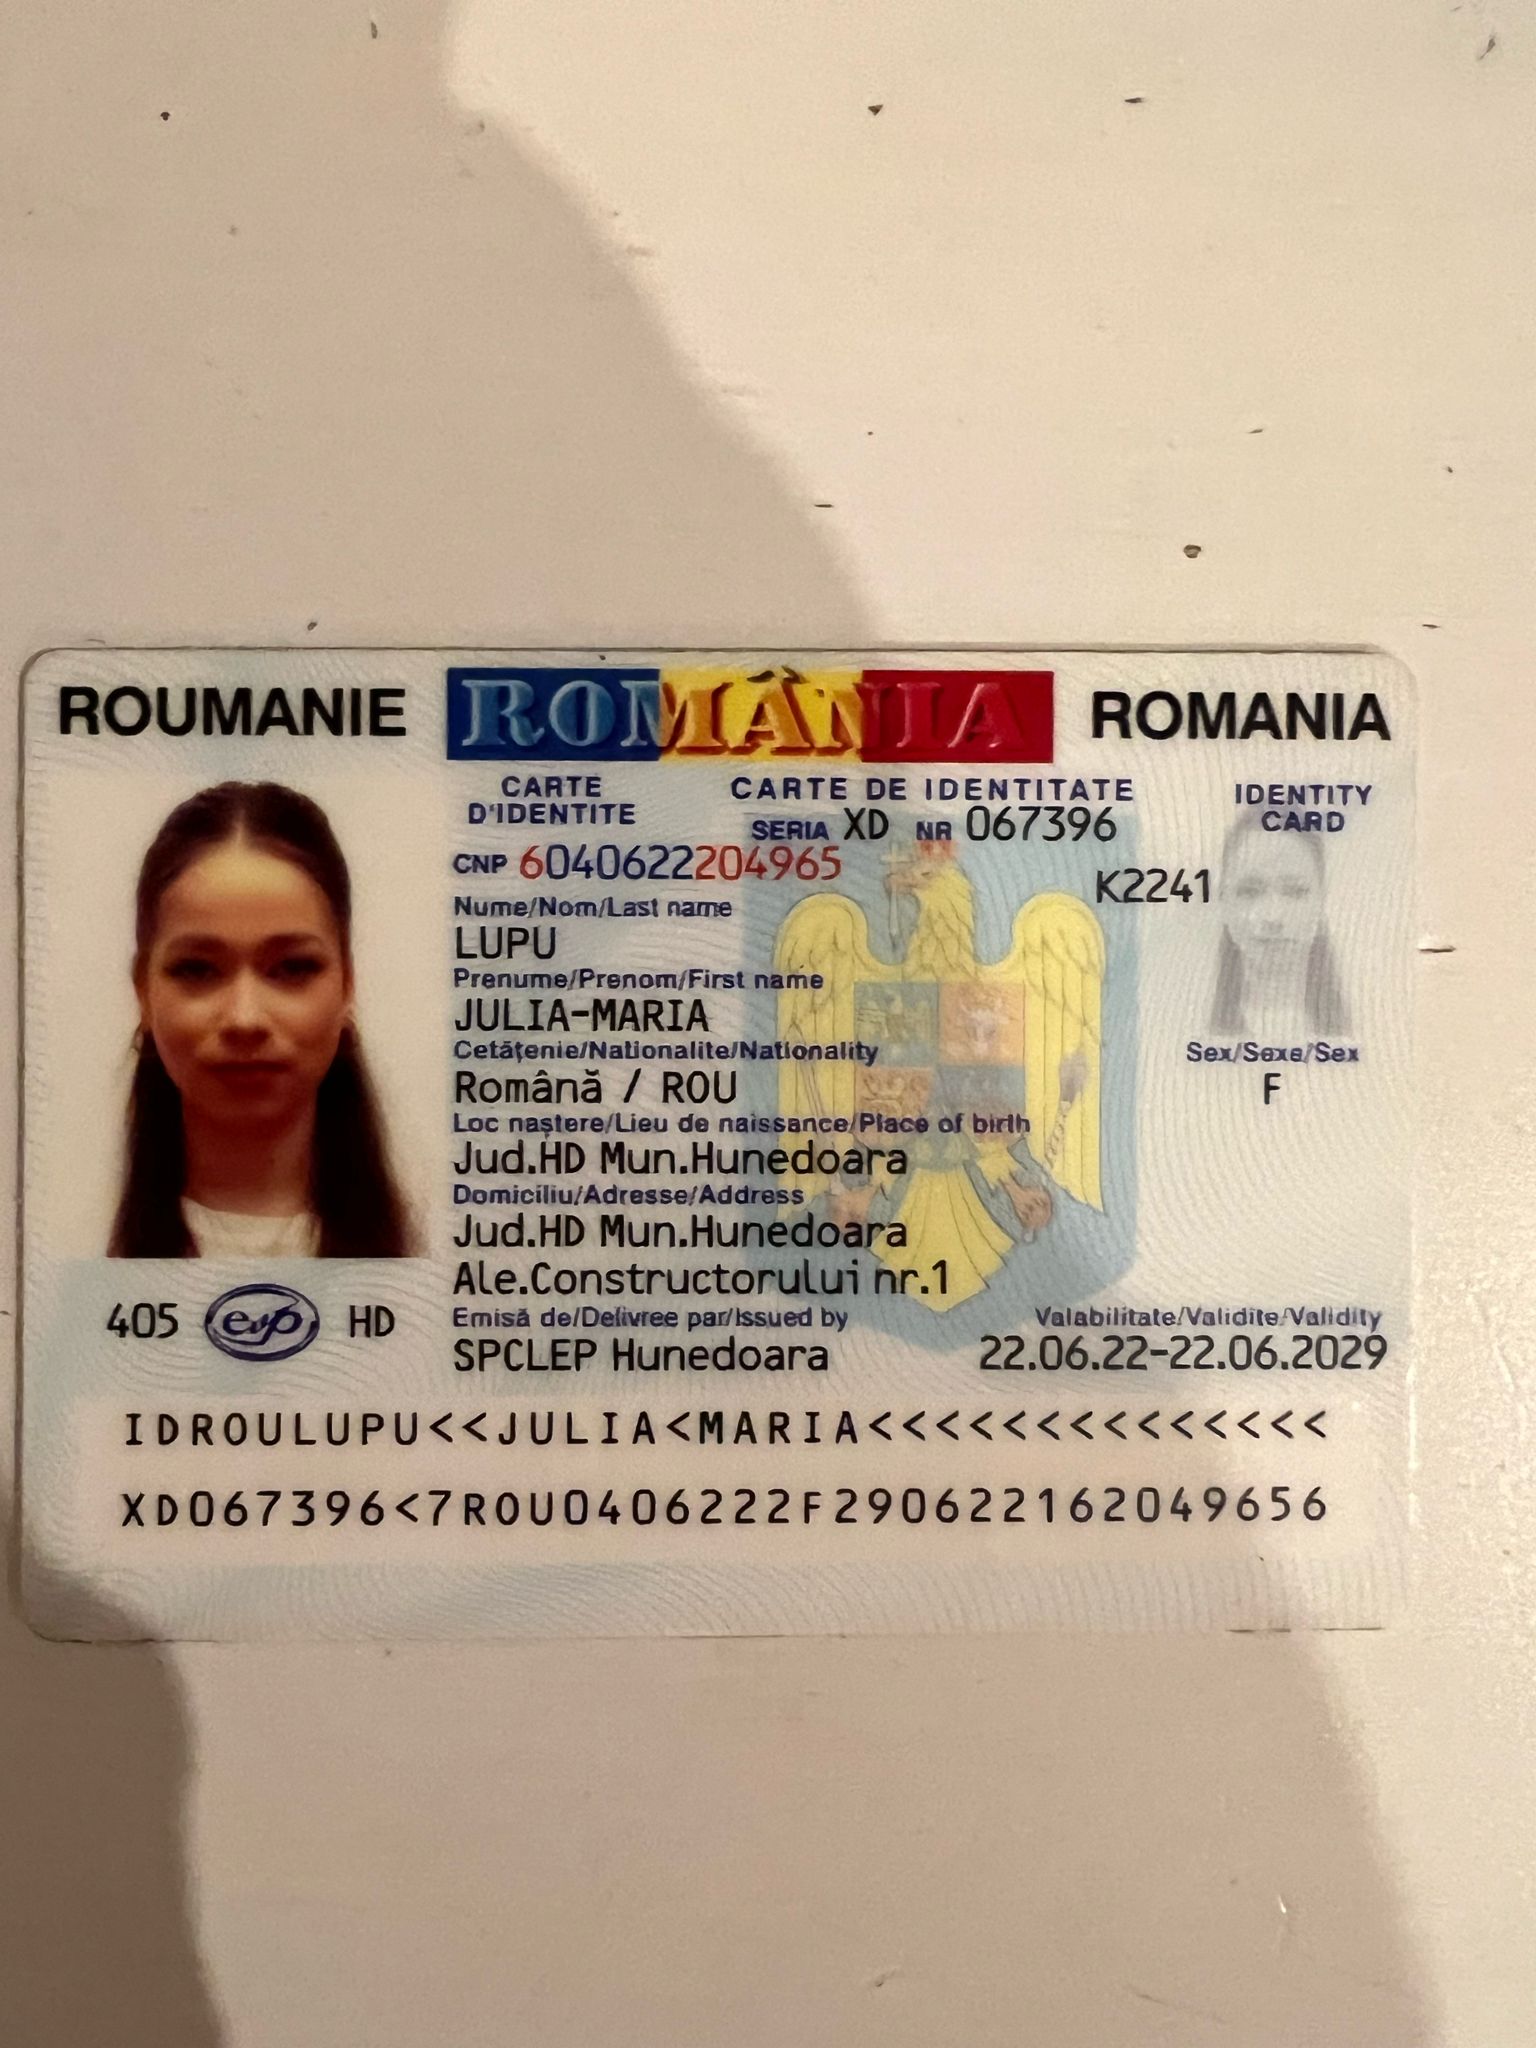 ROUMANIE ROMÂNIA ROMANIA
CARTE D'IDENTITE
CARTE DE IDENTITATE
IDENTITY CARD
SERIA XD NR 067396
CNP 6040622204965
K2241
Nume/Nom/Last name
LUPU
Prenume/Prenom/First name
JULIA-MARIA
Cetăţenie/Nationalite/Nationality
Română / ROU
Sex/Sexe/Sex
F
Loc naştere/Lieu de naissance/Place of birth
Jud.HD Mun.Hunedoara
Domiciliu/Adresse/Address
Jud.HD Mun.Hunedoara
Ale.Constructorului nr.1
405 evp HD
Emisă de/Delivree par/Issued by
SPCLEP Hunedoara
Valabilitate/Validite/Validity
22.06.22-22.06.2029
IDROULUPU<<JULIA<MARIA<<<<<<<<<<<<<<
XD067396<7ROU0406222F290622162049656